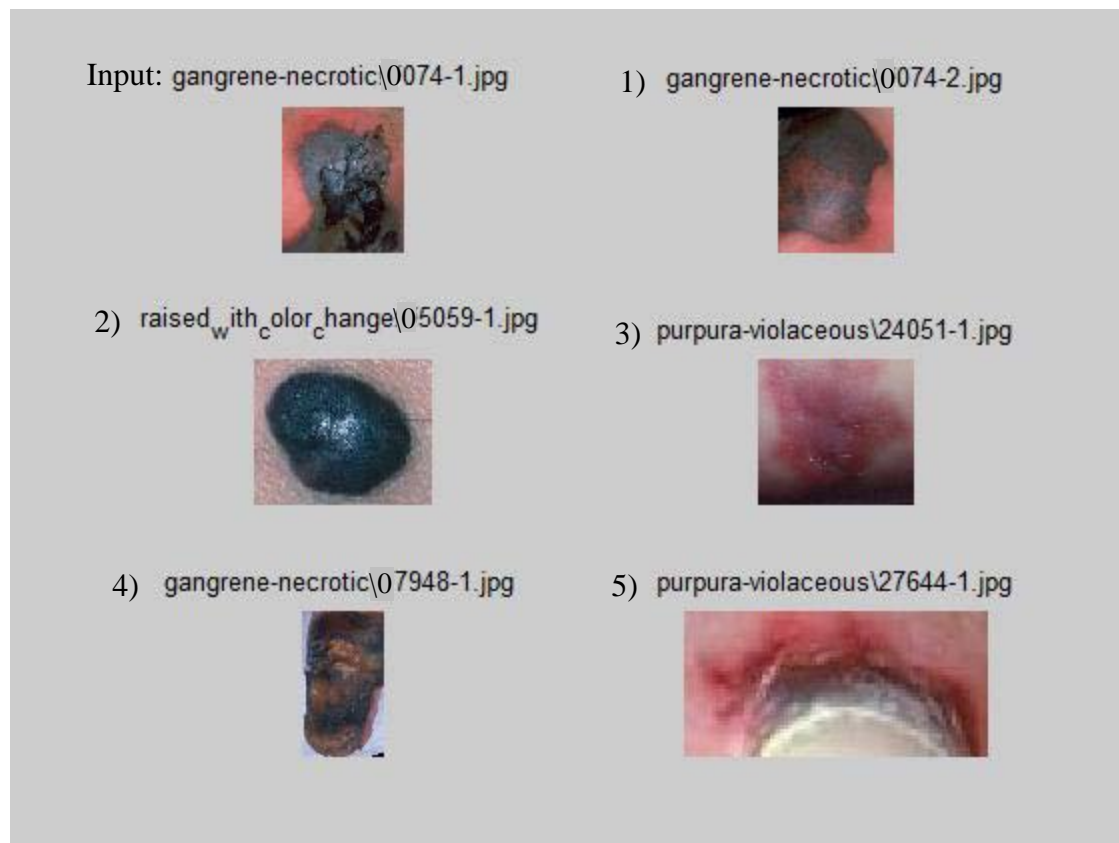 Input: gangrene-necrotic\0074-1.jpg
1) gangrene-necrotic\0074-2.jpg
2) raised_with_color_change\05059-1.jpg
3) purpura-violaceous\24051-1.jpg
4) gangrene-necrotic\07948-1.jpg
5) purpura-violaceous\27644-1.jpg